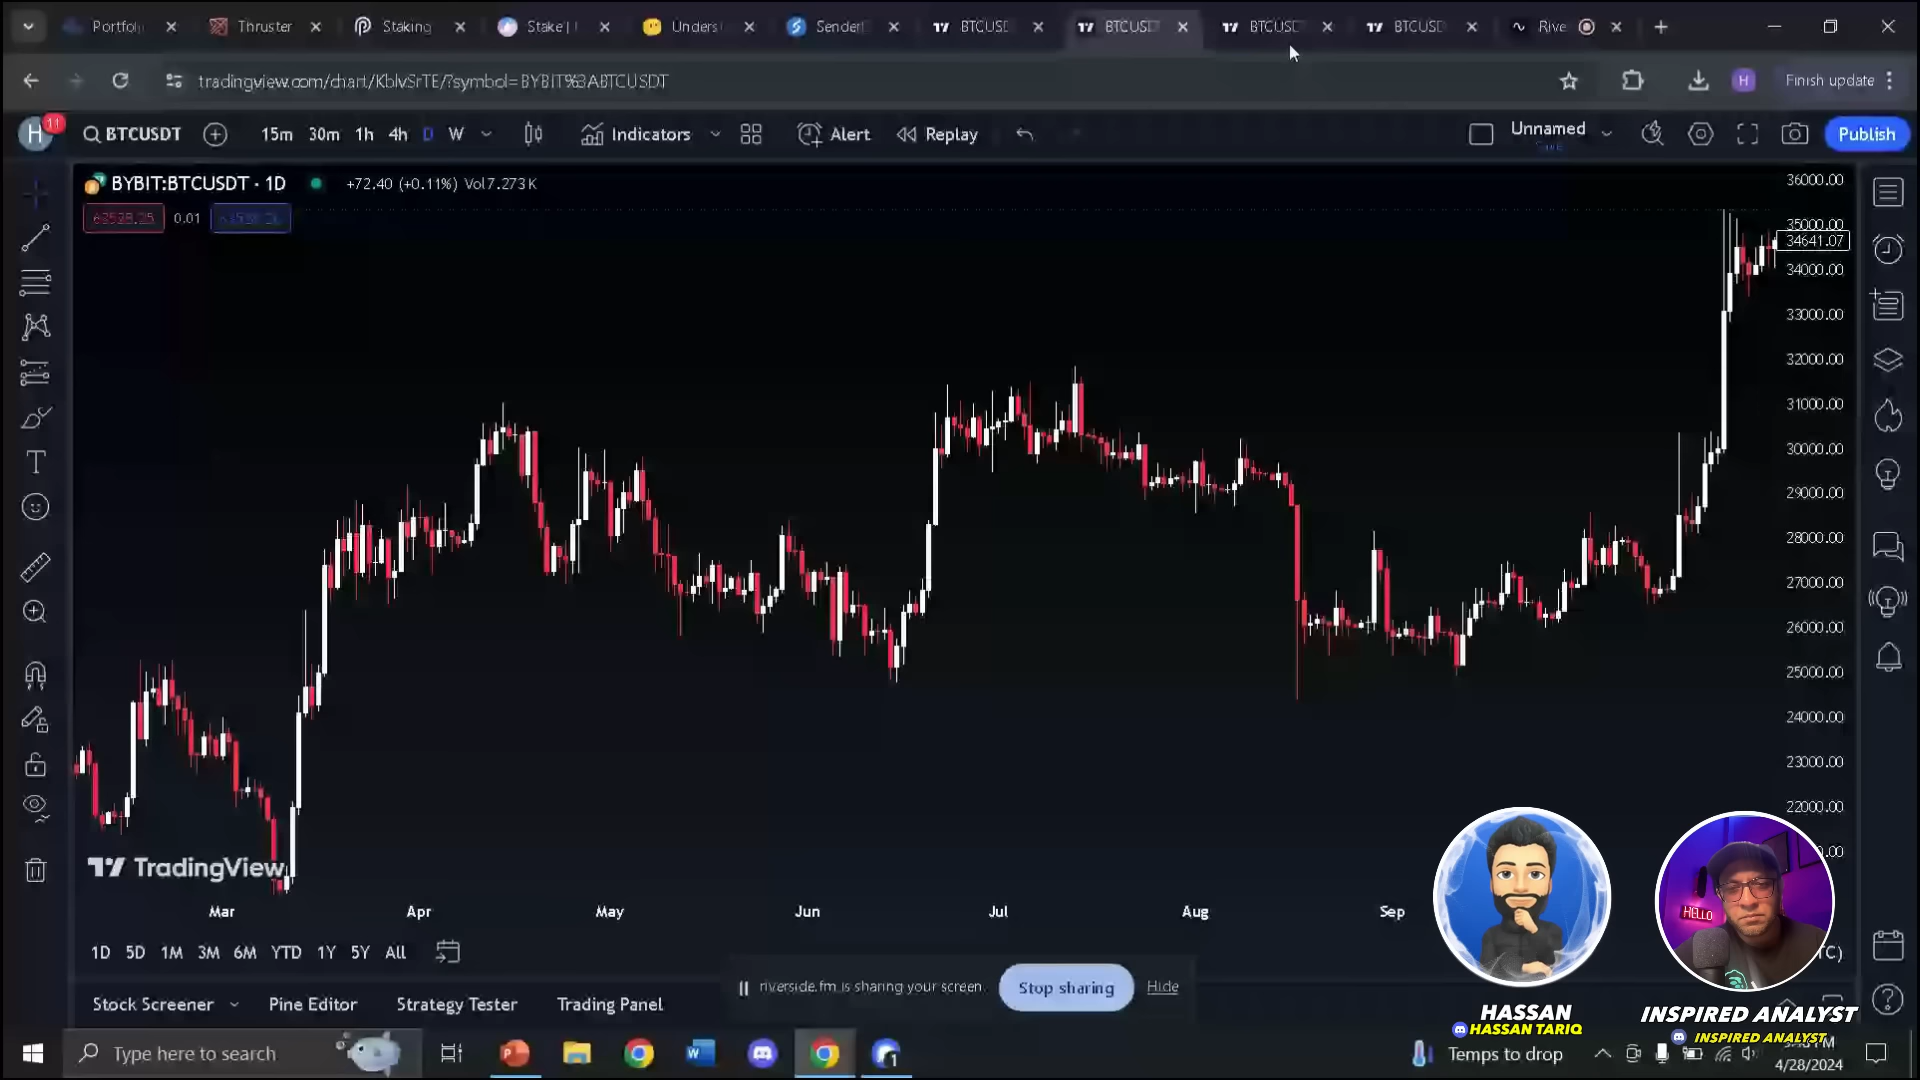 Portfoli
Thruster
Staking
Stake | I
Unders
Sender
BTCUSD
BTCUSDT
BTCUSD
BTCUSD
Rive
tradingview.com/chart/KblvSrTE/?symbol=BYBIT%3ABTCUSDT
H
Finish update
H
11
BTCUSDT
15m 30m 1h 4h D W
Indicators
Alert
Replay
Unnamed
Save
Publish
BYBIT:BTCUSDT · 1D
+72.40 (+0.11%) Vol7.273K
0.01
36000.00
35000.00
34641.07
34000.00
33000.00
32000.00
31000.00
30000.00
29000.00
28000.00
27000.00
26000.00
25000.00
24000.00
23000.00
22000.00
TradingView
Mar Apr May Jun Jul Aug Sep
1D 5D 1M 3M 6M YTD 1Y 5Y All
Stock Screener
Pine Editor
Strategy Tester
Trading Panel
riverside.fm is sharing your screen.
Stop sharing
Hide
HELLO
HASSAN
HASSAN TARIQ
INSPIRED ANALYST
INSPIRED ANALYST
Type here to search
1
Temps to drop
4/28/2024